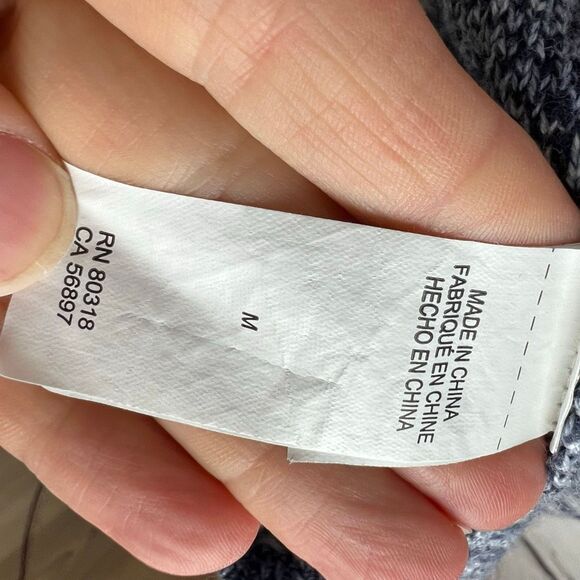 MADE IN CHINA
FABRIQUÉ EN CHINE
HECHO EN CHINA
M
RN 80318
CA 56897